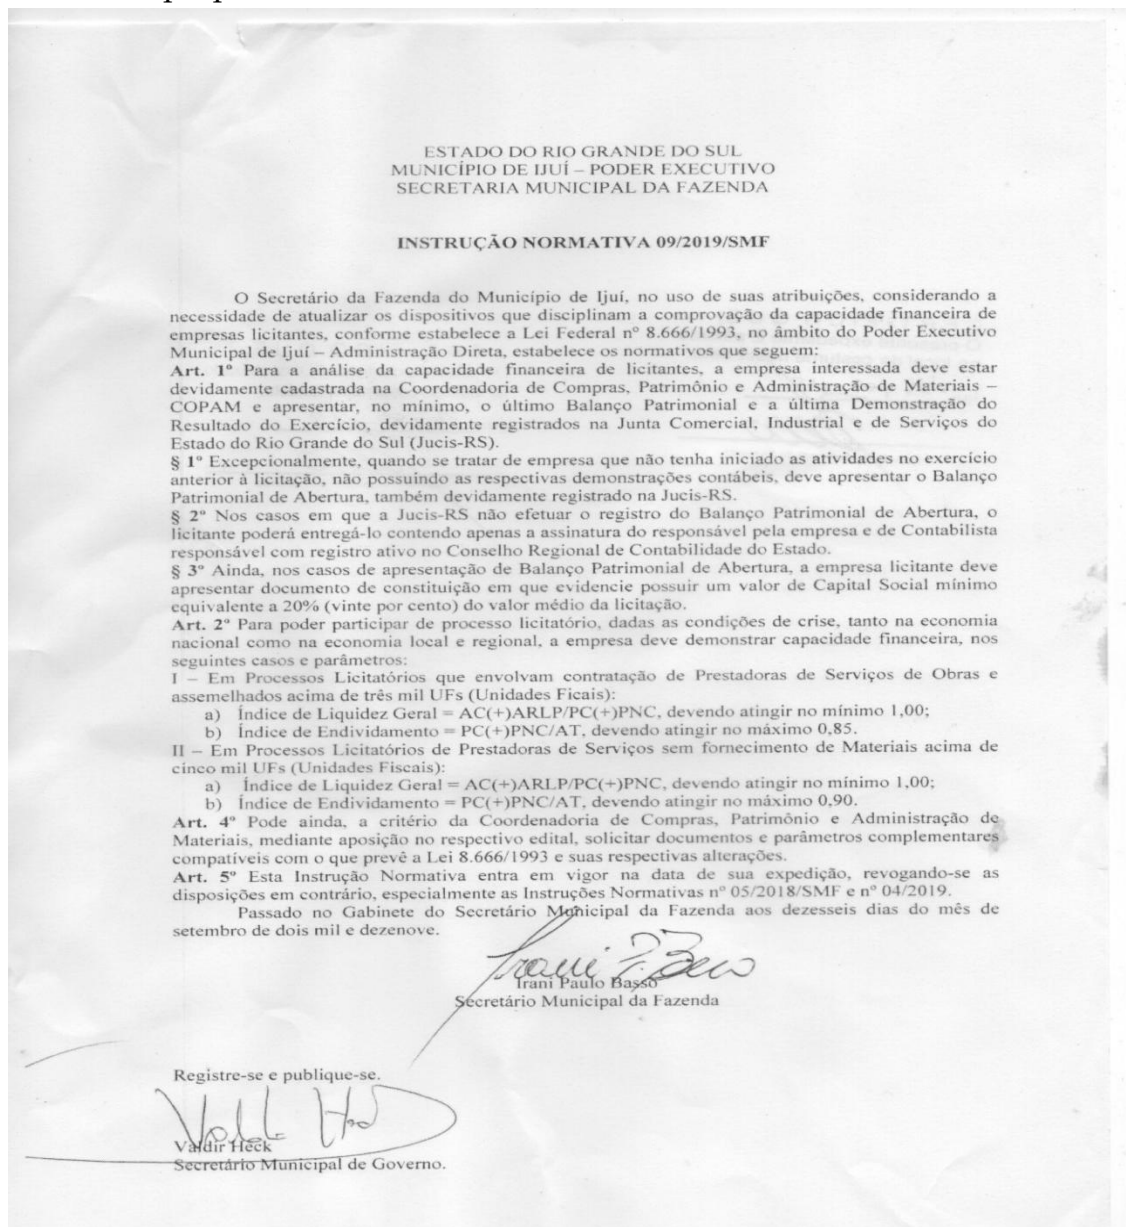 ESTADO DO RIO GRANDE DO SUL
MUNICÍPIO DE IJUÍ – PODER EXECUTIVO
SECRETARIA MUNICIPAL DA FAZENDA
INSTRUÇÃO NORMATIVA 09/2019/SMF
O Secretário da Fazenda do Município de Ijuí, no uso de suas atribuições, considerando a
necessidade de atualizar os dispositivos que disciplinam a comprovação da capacidade financeira de
empresas licitantes, conforme estabelece a Lei Federal nº 8.666/1993, no âmbito do Poder Executivo
Municipal de Ijuí – Administração Direta, estabelece os normativos que seguem:
Art. 1º Para a análise da capacidade financeira de licitantes, a empresa interessada deve estar
devidamente cadastrada na Coordenadoria de Compras, Patrimônio e Administração de Materiais –
COPAM e apresentar, no mínimo, o último Balanço Patrimonial e a última Demonstração do
Resultado do Exercício, devidamente registrados na Junta Comercial, Industrial e de Serviços do
Estado do Rio Grande do Sul (Jucis-RS).
§ 1º Excepcionalmente, quando se tratar de empresa que não tenha iniciado as atividades no exercício
anterior à licitação, não possuindo as respectivas demonstrações contábeis, deve apresentar o Balanço
Patrimonial de Abertura, também devidamente registrado na Jucis-RS.
§ 2º Nos casos em que a Jucis-RS não efetuar o registro do Balanço Patrimonial de Abertura, o
licitante poderá entregá-lo contendo apenas a assinatura do responsável pela empresa e de Contabilista
responsável com registro ativo no Conselho Regional de Contabilidade do Estado.
§ 3º Ainda, nos casos de apresentação de Balanço Patrimonial de Abertura, a empresa licitante deve
apresentar documento de constituição em que evidencie possuir um valor de Capital Social mínimo
equivalente a 20% (vinte por cento) do valor médio da licitação.
Art. 2º Para poder participar de processo licitatório, dadas as condições de crise, tanto na economia
nacional como na economia local e regional, a empresa deve demonstrar capacidade financeira, nos
seguintes casos e parâmetros:
I – Em Processos Licitatórios que envolvam contratação de Prestadoras de Serviços de Obras e
assemelhados acima de três mil UFs (Unidades Ficais):
a) Índice de Liquidez Geral = AC(+)ARLP/PC(+)PNC, devendo atingir no mínimo 1,00;
b) Índice de Endividamento = PC(+)PNC/AT, devendo atingir no máximo 0,85.
II – Em Processos Licitatórios de Prestadoras de Serviços sem fornecimento de Materiais acima de
cinco mil UFs (Unidades Fiscais):
a) Índice de Liquidez Geral = AC(+)ARLP/PC(+)PNC, devendo atingir no mínimo 1,00;
b) Índice de Endividamento = PC(+)PNC/AT, devendo atingir no máximo 0,90.
Art. 4º Pode ainda, a critério da Coordenadoria de Compras, Patrimônio e Administração de
Materiais, mediante aposição no respectivo edital, solicitar documentos e parâmetros complementares
compatíveis com o que prevê a Lei 8.666/1993 e suas respectivas alterações.
Art. 5º Esta Instrução Normativa entra em vigor na data de sua expedição, revogando-se as
disposições em contrário, especialmente as Instruções Normativas nº 05/2018/SMF e nº 04/2019.
Passado no Gabinete do Secretário Municipal da Fazenda aos dezesseis dias do mês de
setembro de dois mil e dezenove.
Irani Paulo Basso
Secretário Municipal da Fazenda
Registre-se e publique-se.
Valdir Heck
Secretário Municipal de Governo.